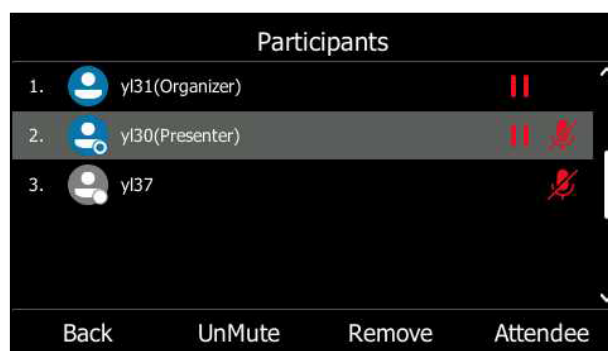 Participants
1. yl31(Organizer)
2. yl30(Presenter)
3. yl37
Back UnMute Remove Attendee